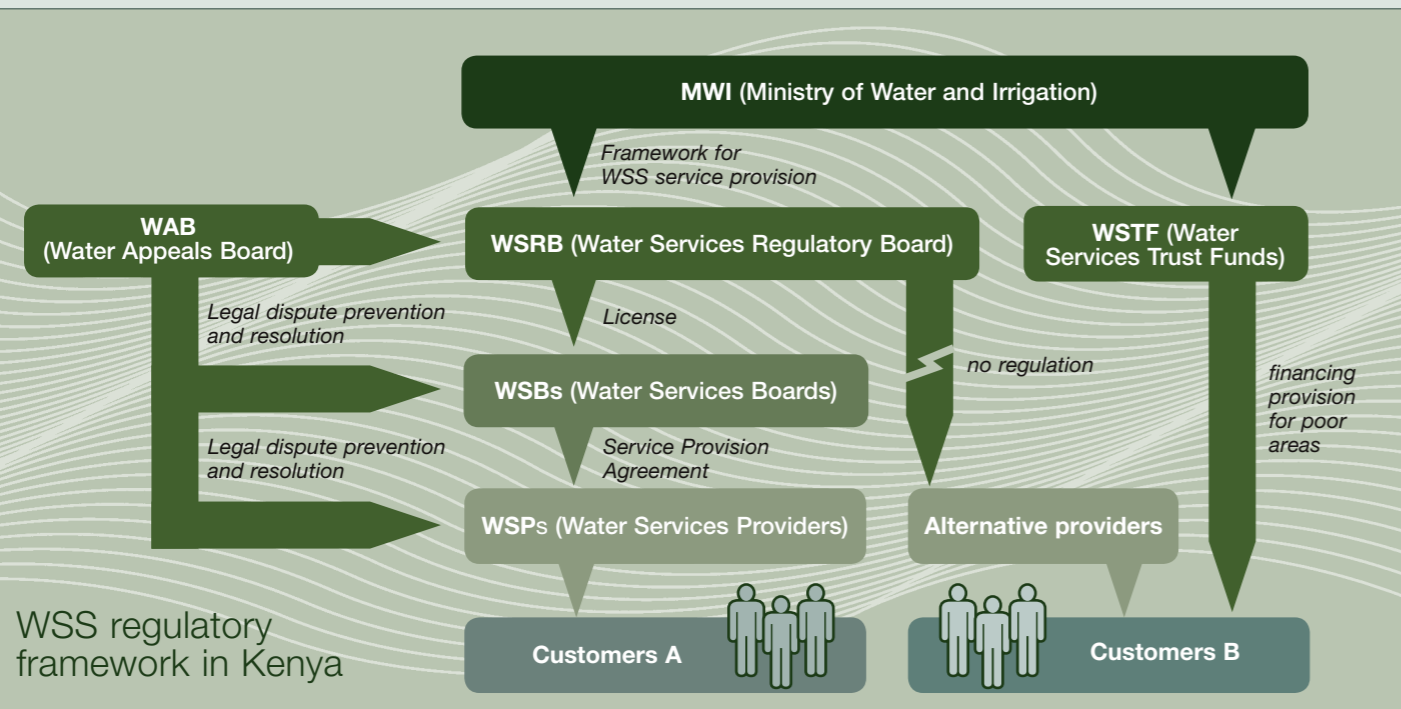 MWI (Ministry of Water and Irrigation)
Framework for
WSS service provision
WAB
(Water Appeals Board)
WSRB (Water Services Regulatory Board)
WSTF (Water
Services Trust Funds)
Legal dispute prevention
and resolution
License
no regulation
financing
provision
for poor
areas
WSBs (Water Services Boards)
Legal dispute prevention
and resolution
Service Provision
Agreement
WSPs (Water Services Providers)
Alternative providers
WSS regulatory
framework in Kenya
Customers A
Customers B